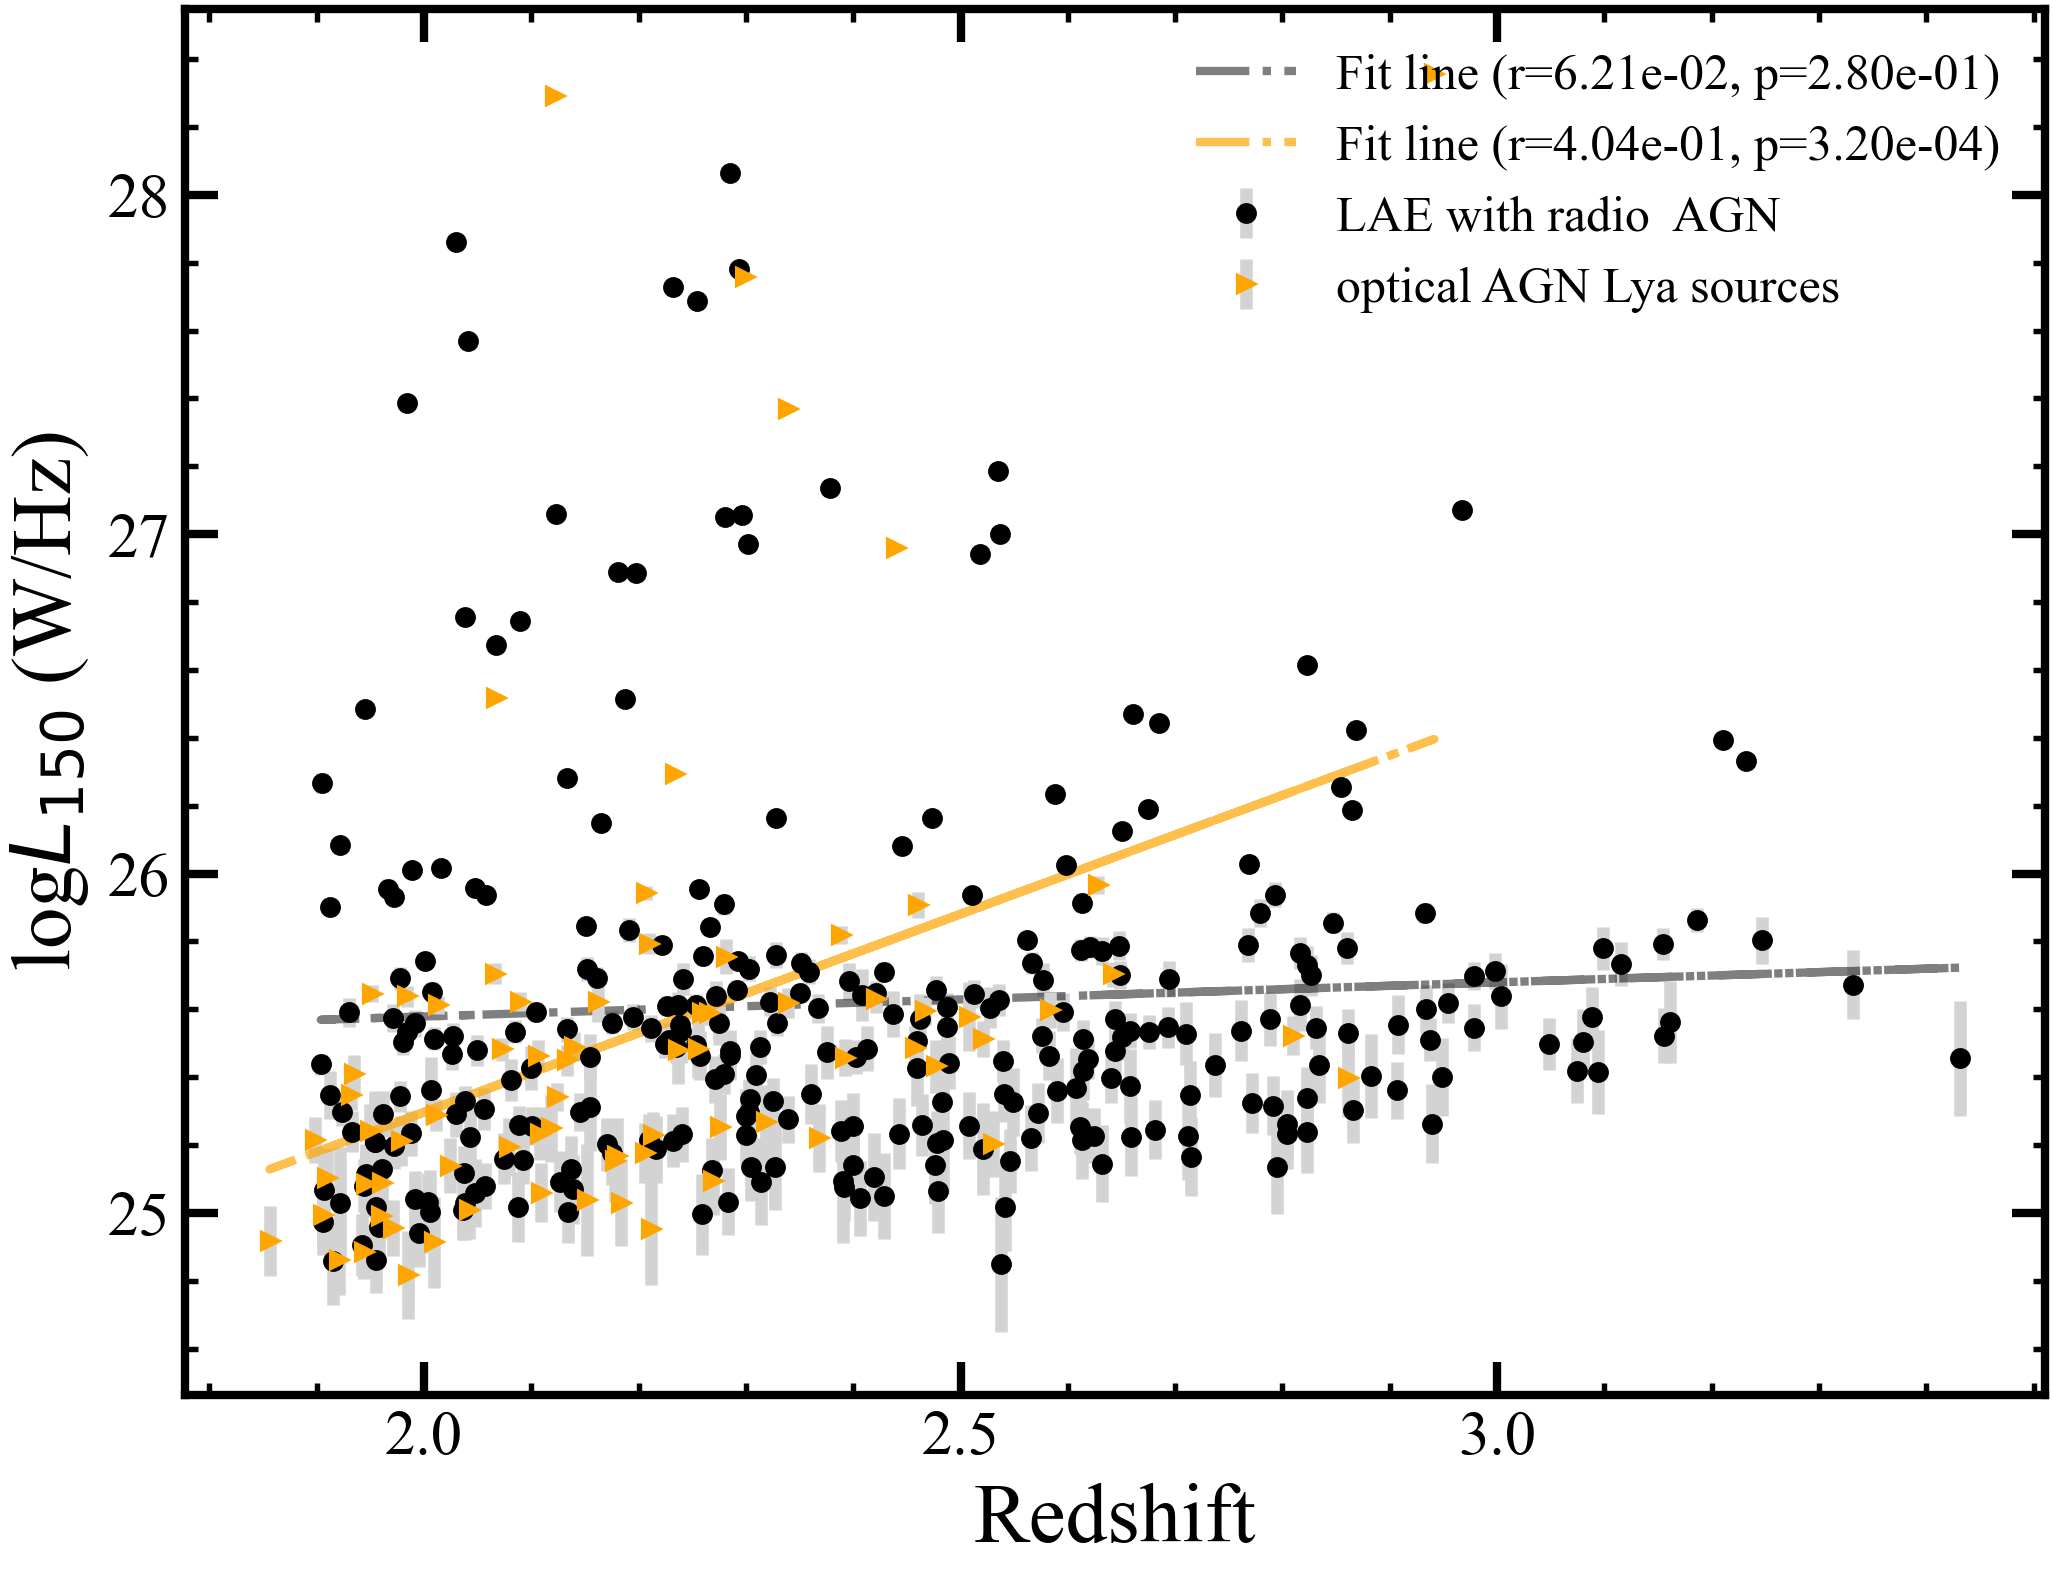 Fit line (r=6.21e-02, p=2.80e-01)
Fit line (r=4.04e-01, p=3.20e-04)
LAE with radio AGN
optical AGN Lya sources
28
27
26
25
logL150 (W/Hz)
2.0 2.5 3.0
Redshift